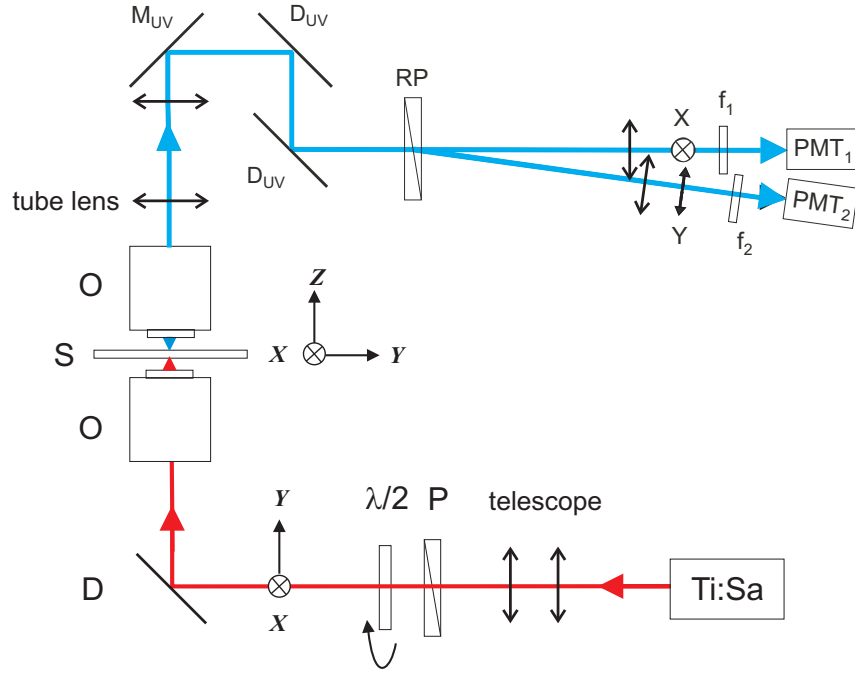 M_UV
D_UV
RP
X
f_1
PMT_1
D_UV
tube lens
PMT_2
Y
f_2
O
Z
S
X
Y
O
Y
λ/2
P
telescope
D
X
Ti:Sa